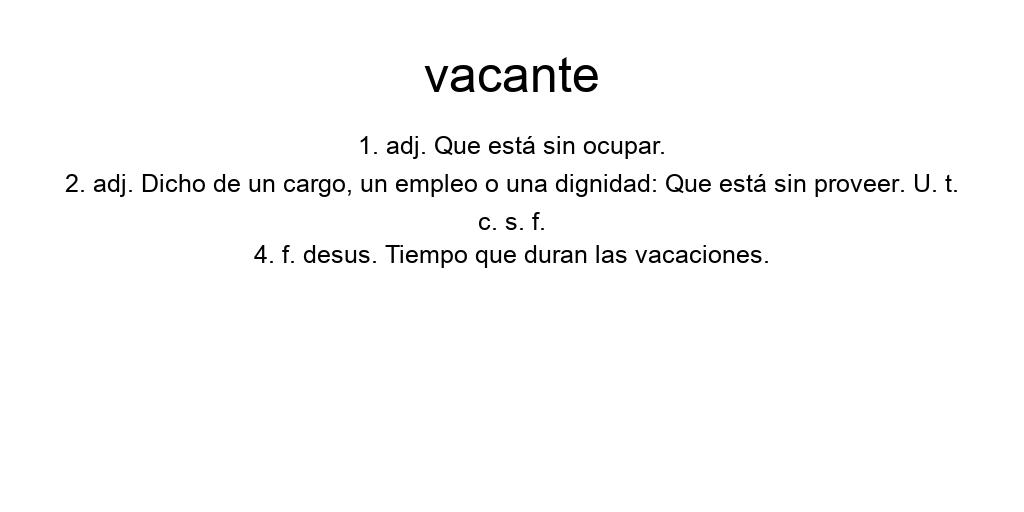 vacante
1. adj. Que está sin ocupar.
2. adj. Dicho de un cargo, un empleo o una dignidad: Que está sin proveer. U. t.
c. s. f.
4. f. desus. Tiempo que duran las vacaciones.